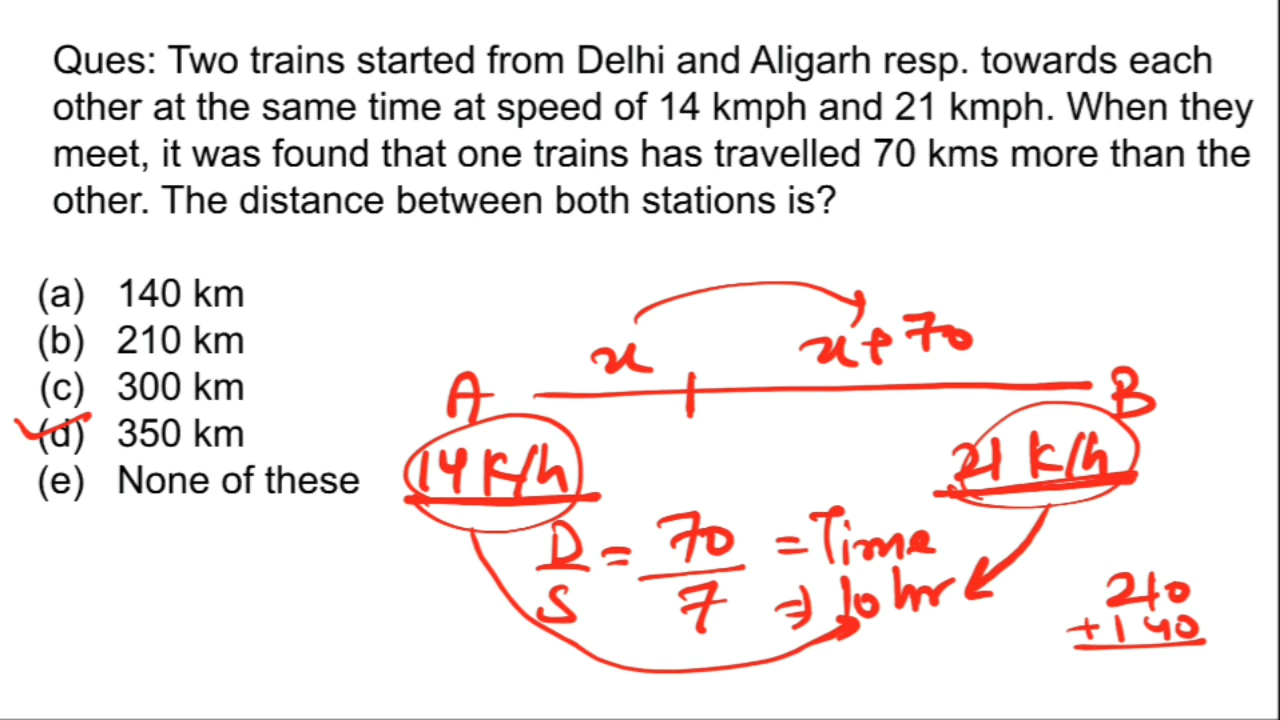 Ques: Two trains started from Delhi and Aligarh resp. towards each
other at the same time at speed of 14 kmph and 21 kmph. When they
meet, it was found that one trains has travelled 70 kms more than the
other. The distance between both stations is?
(a) 140 km
(b) 210 km
(c) 300 km
(d) 350 km
(e) None of these
x x+70
A B
14 K/h 21 K/h
D/S = 70/7 = Time
⇒ 10 hr
210
+140